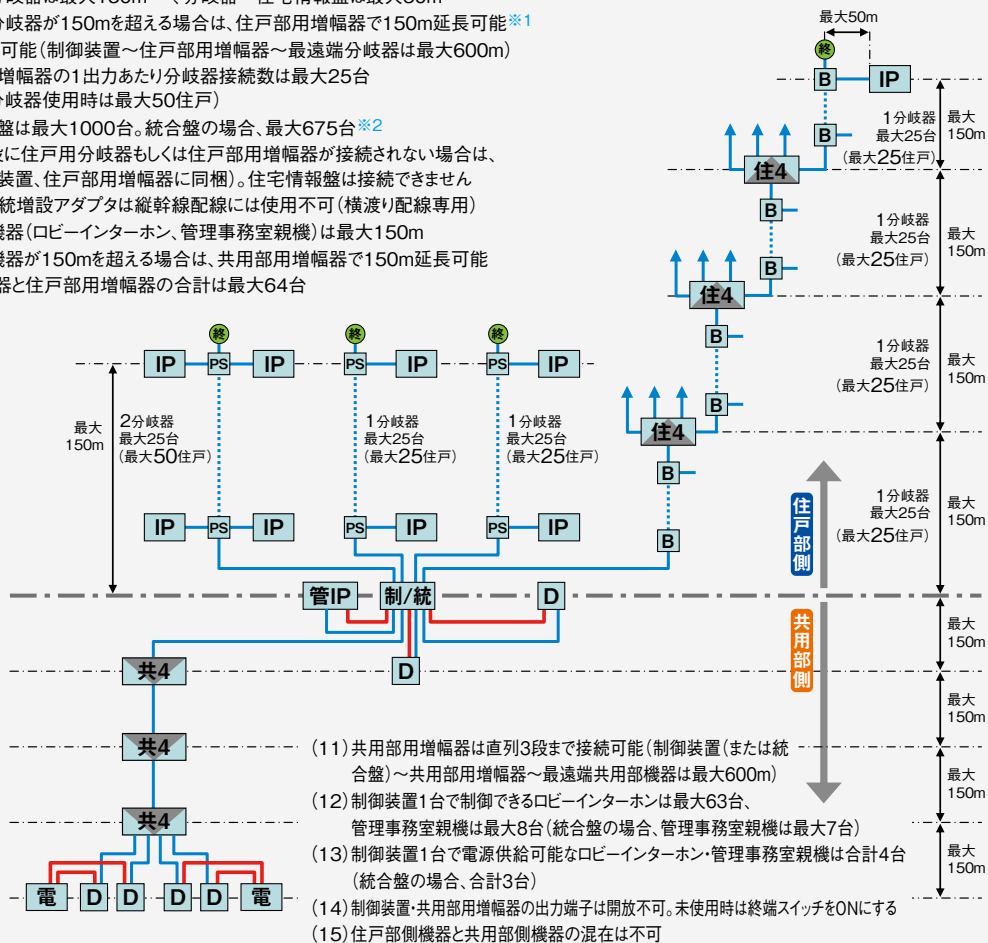 分岐器が150mを超える場合は、住戸部用増幅器で150m延長可能※1
可能(制御装置～住戸部用増幅器～最遠端分岐器は最大600m)
増幅器の1出力あたり分岐器接続数は最大25台
分岐器使用時は最大50住戸)
盤は最大1000台。統合盤の場合、最大675台※2
に住戸用分岐器もしくは住戸部用増幅器が接続されない場合は、
装置、住戸部用増幅器に同梱)。住宅情報盤は接続できません
統増設アダプタは縦幹線配線には使用不可(横渡り配線専用)
機器(ロビーインターホン、管理事務室親機)は最大150m
機器が150mを超える場合は、共用部用増幅器で150m延長可能
器と住戸部用増幅器の合計は最大64台
最大50m
終
B
IP
B
1分岐器
最大25台
(最大25住戸)
最大
150m
住4
B
B
1分岐器
最大25台
(最大25住戸)
最大
150m
住4
B
B
1分岐器
最大25台
(最大25住戸)
最大
150m
住4
B
B
1分岐器
最大25台
(最大25住戸)
最大
150m
終
終
終
IP
PS
IP
PS
IP
PS
IP
最大
150m
2分岐器
最大25台
(最大50住戸)
1分岐器
最大25台
(最大25住戸)
1分岐器
最大25台
(最大25住戸)
IP
PS
IP
PS
IP
PS
IP
住戸部側
管IP
制/統
D
共用部側
最大
150m
共4
D
最大
150m
共4
最大
150m
共4
最大
150m
電
D
D
D
D
電
(11)共用部用増幅器は直列3段まで接続可能(制御装置(または統
合盤)～共用部用増幅器～最遠端共用部機器は最大600m)
(12)制御装置1台で制御できるロビーインターホンは最大63台、
管理事務室親機は最大8台(統合盤の場合、管理事務室親機は最大7台)
(13)制御装置1台で電源供給可能なロビーインターホン・管理事務室親機は合計4台
(統合盤の場合、合計3台)
(14)制御装置・共用部用増幅器の出力端子は開放不可。未使用時は終端スイッチをONにする
(15)住戸部側機器と共用部側機器の混在は不可